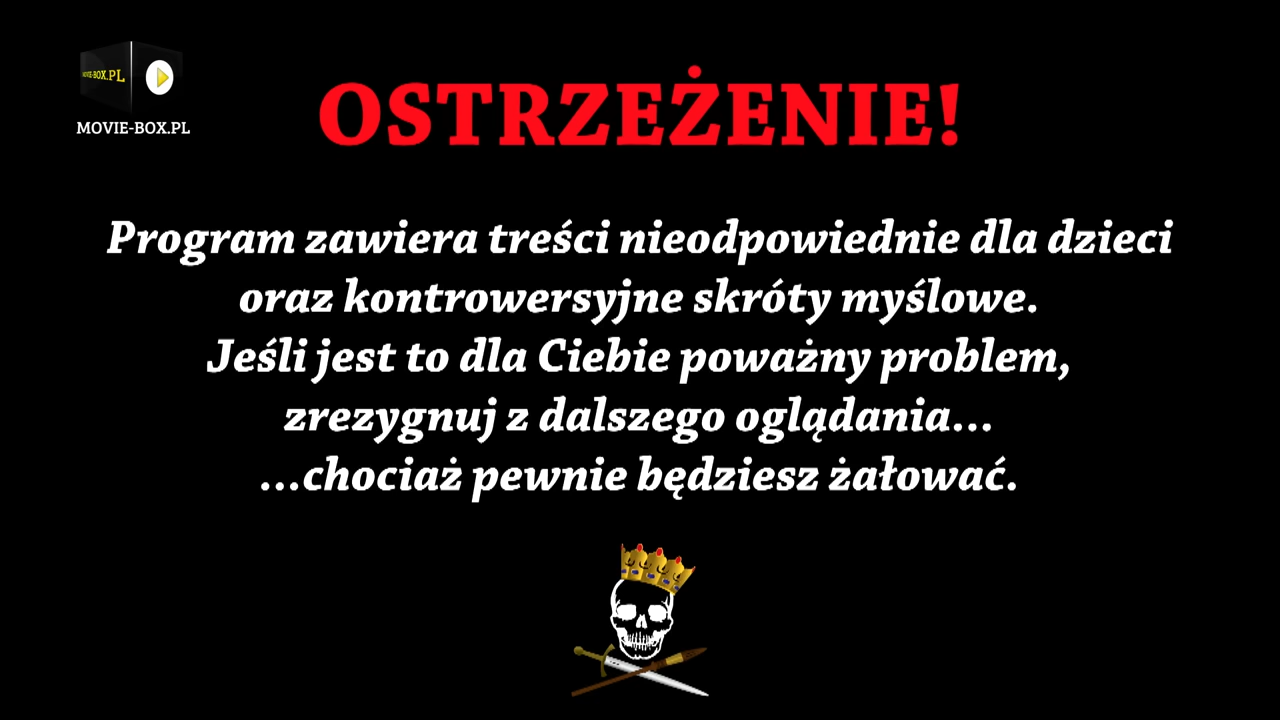 MOVIE-BOX.PL
MOVIE-BOX.PL
OSTRZEŻENIE!
Program zawiera treści nieodpowiednie dla dzieci
oraz kontrowersyjne skróty myślowe.
Jeśli jest to dla Ciebie poważny problem,
zrezygnuj z dalszego oglądania...
...chociaż pewnie będziesz żałować.